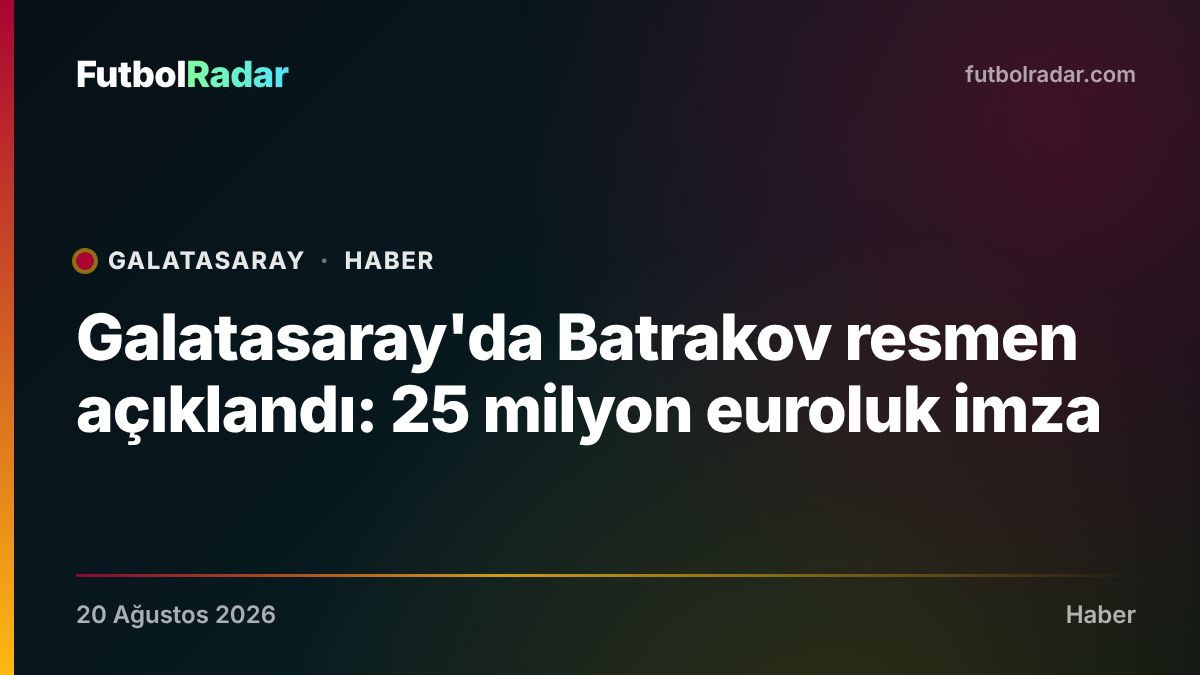 FutbolRadar
futbolradar.com
GALATASARAY · HABER
Galatasaray'da Batrakov resmen
açıklandı: 25 milyon euroluk imza
20 Ağustos 2026
Haber